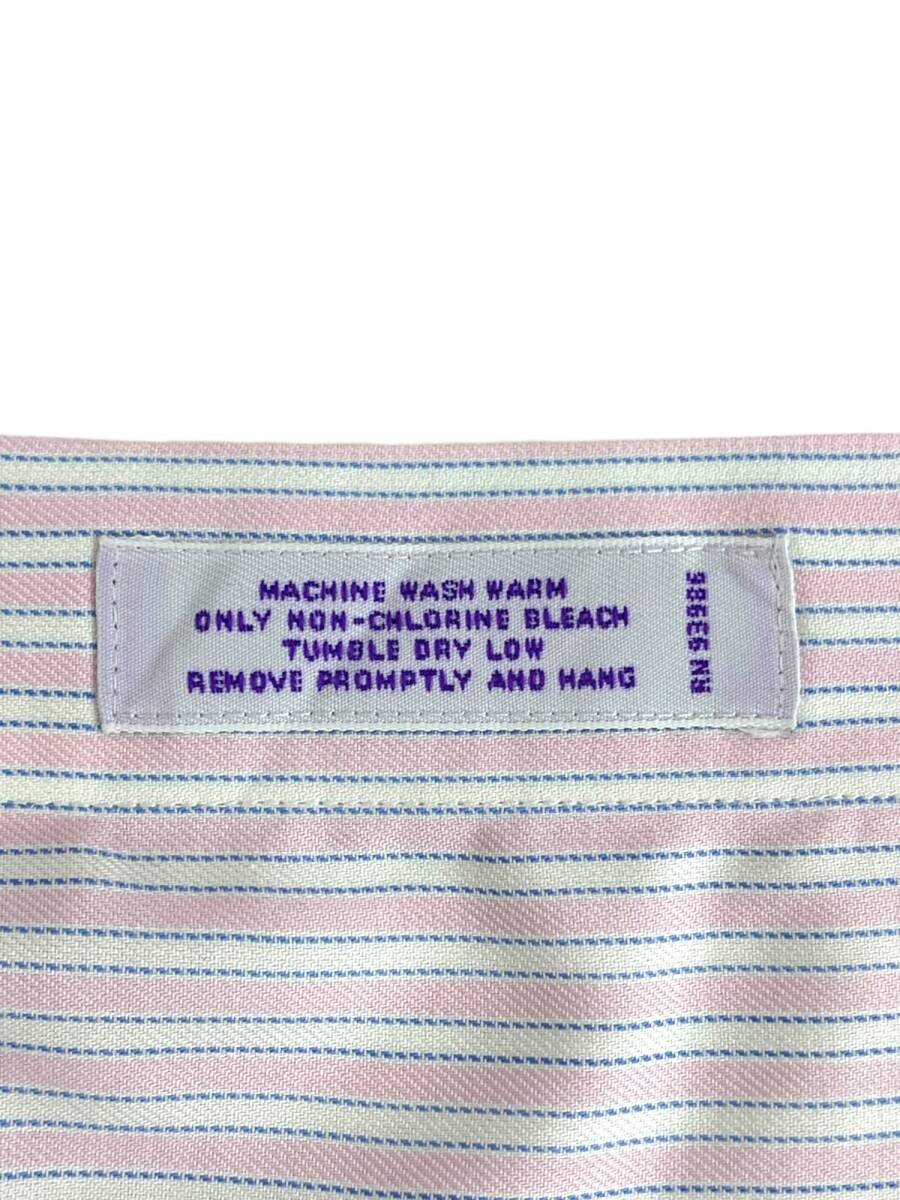 MACHINE WASH WARM
ONLY NON-CHLORINE BLEACH
TUMBLE DRY LOW
REMOVE PROMPTLY AND HANG
RN 93986